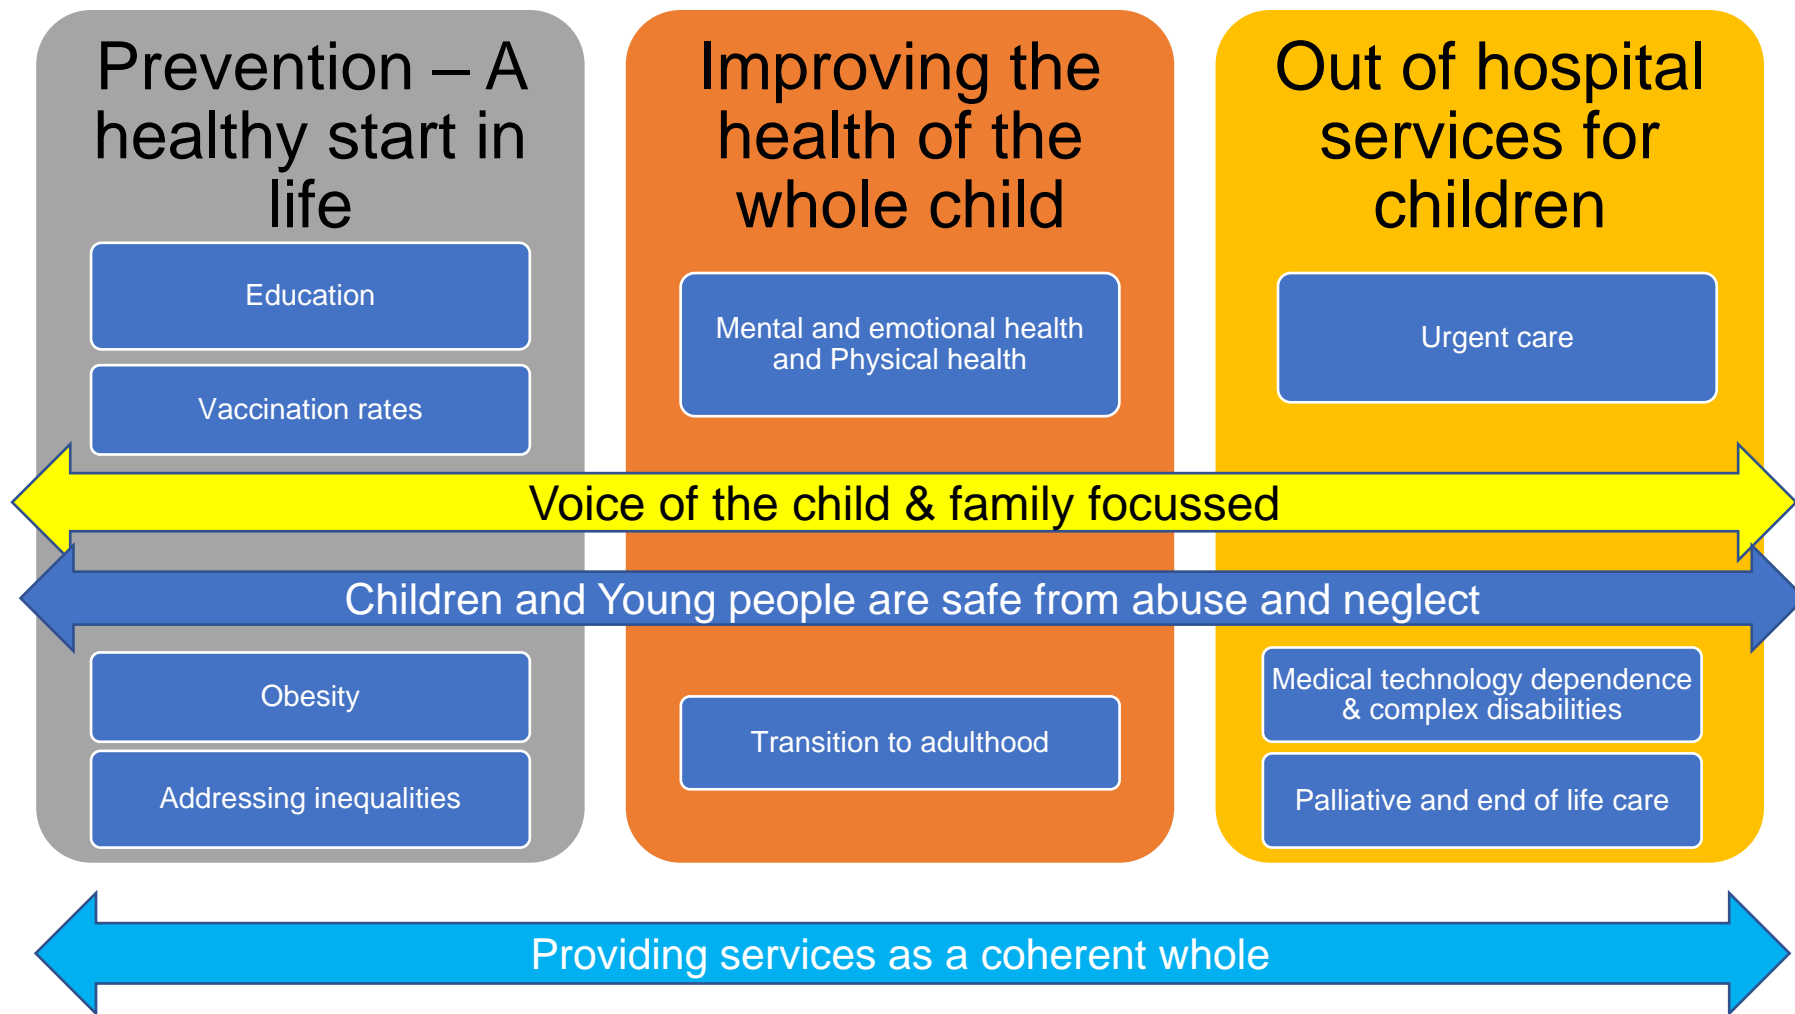 Prevention – A
healthy start in
life
Education
Vaccination rates
Improving the
health of the
whole child
Mental and emotional health
and Physical health
Out of hospital
services for
children
Urgent care
Voice of the child & family focussed
Children and Young people are safe from abuse and neglect
Obesity
Addressing inequalities
Transition to adulthood
Medical technology dependence
& complex disabilities
Palliative and end of life care
Providing services as a coherent whole